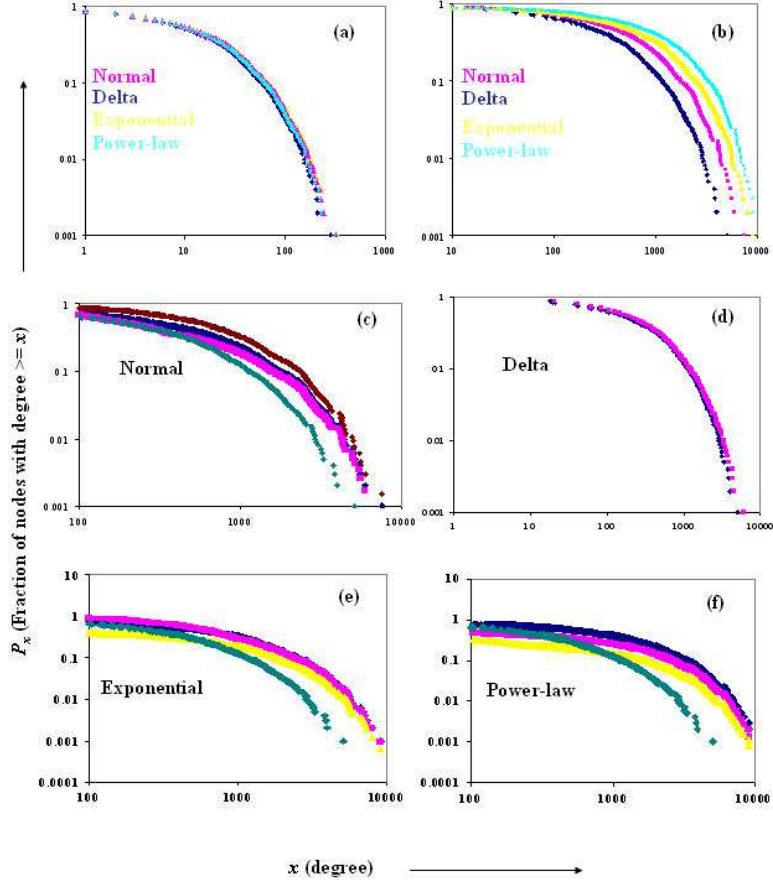 1
0.1
0.01
0.001
1
10
100
1000
(a)
Normal
Delta
Exponential
Power-law
1
0.1
0.01
0.001
10
100
1000
10000
(b)
Normal
Delta
Exponential
Power-law
1
0.1
0.01
0.001
100
1000
10000
(c)
Normal
1
0.1
0.01
0.001
1
10
100
1000
10000
(d)
Delta
10
1
0.1
0.01
0.001
0.0001
100
1000
10000
(e)
Exponential
10
1
0.1
0.01
0.001
0.0001
100
1000
10000
(f)
Power-law
Px (Fraction of nodes with degree >= x)
x (degree)